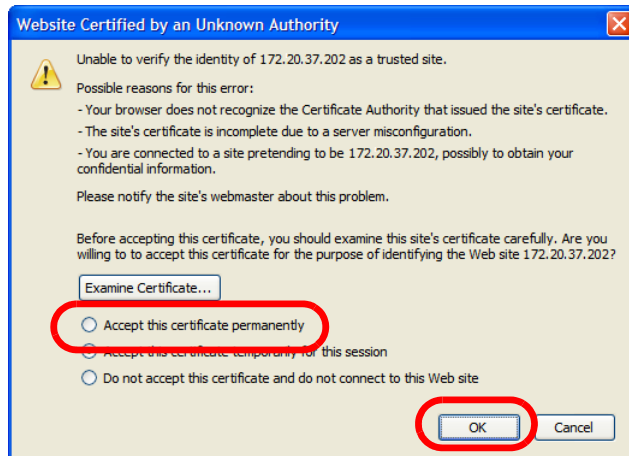 Website Certified by an Unknown Authority
Unable to verify the identity of 172.20.37.202 as a trusted site.
Possible reasons for this error:
- Your browser does not recognize the Certificate Authority that issued the site's certificate.
- The site's certificate is incomplete due to a server misconfiguration.
- You are connected to a site pretending to be 172.20.37.202, possibly to obtain your
confidential information.
Please notify the site's webmaster about this problem.
Before accepting this certificate, you should examine this site's certificate carefully. Are you
willing to to accept this certificate for the purpose of identifying the Web site 172.20.37.202?
Examine Certificate...
Accept this certificate permanently
Accept this certificate temporarily for this session
Do not accept this certificate and do not connect to this Web site
OK Cancel